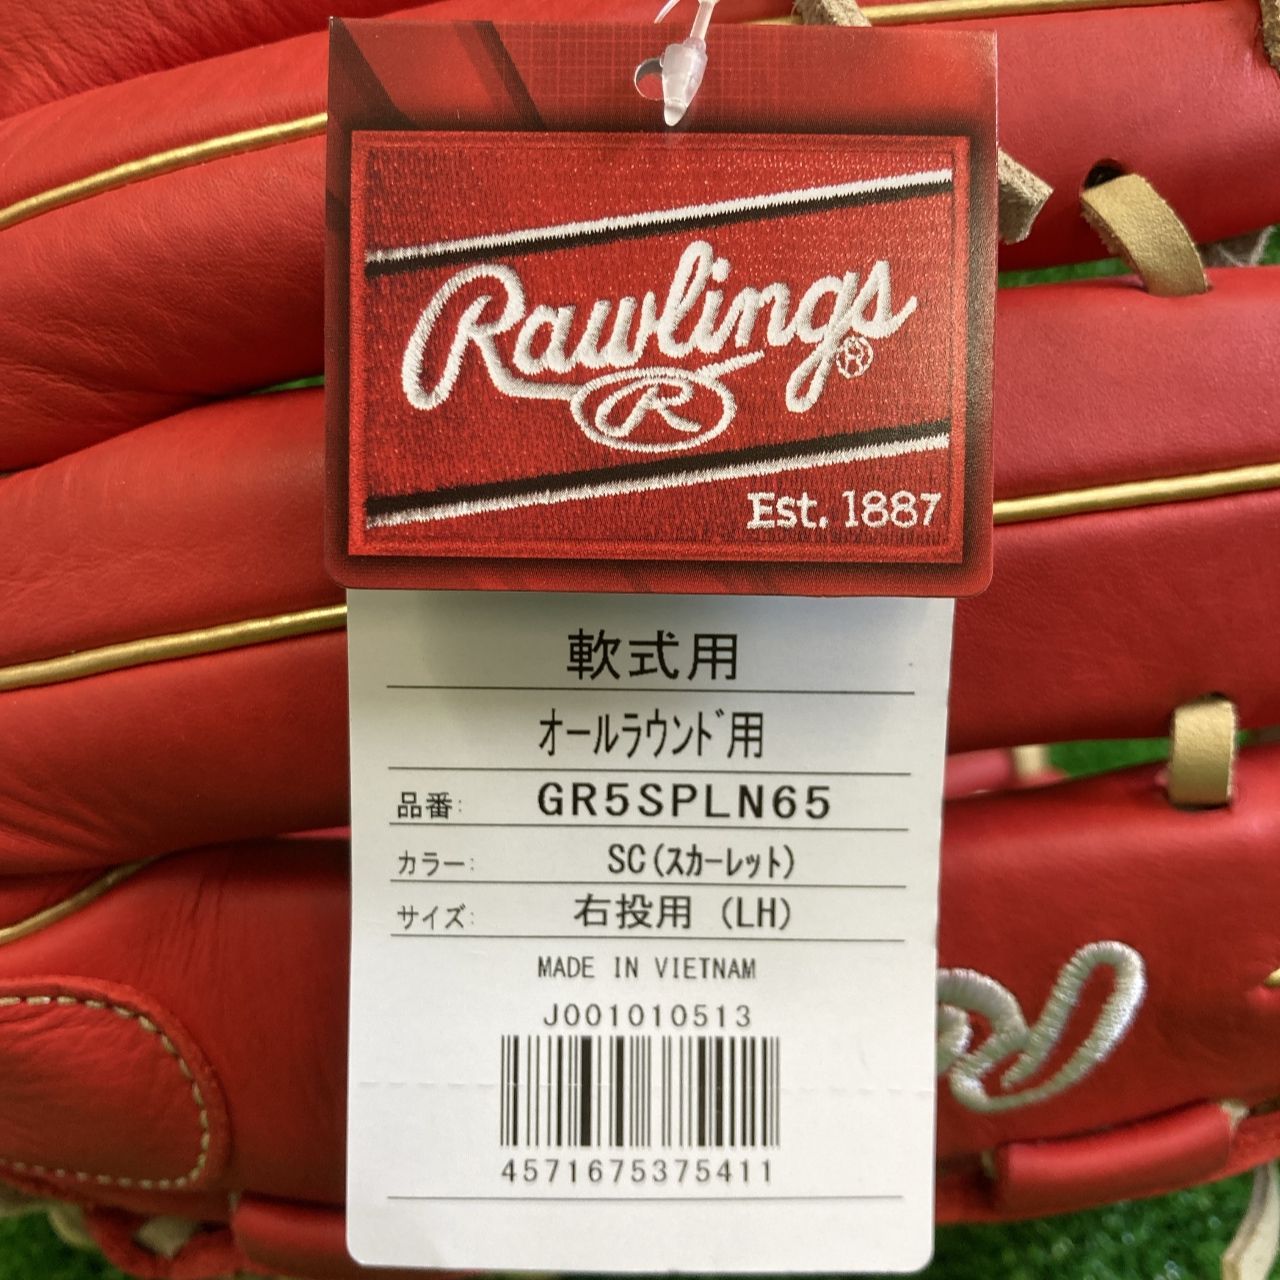 Rawlings
R
Est. 1887
軟式用
オールラウンド用
品番: GR5SPLN65
カラー: SC(スカーレット)
サイズ: 右投用 (LH)
MADE IN VIETNAM
J001010513
4571675375411